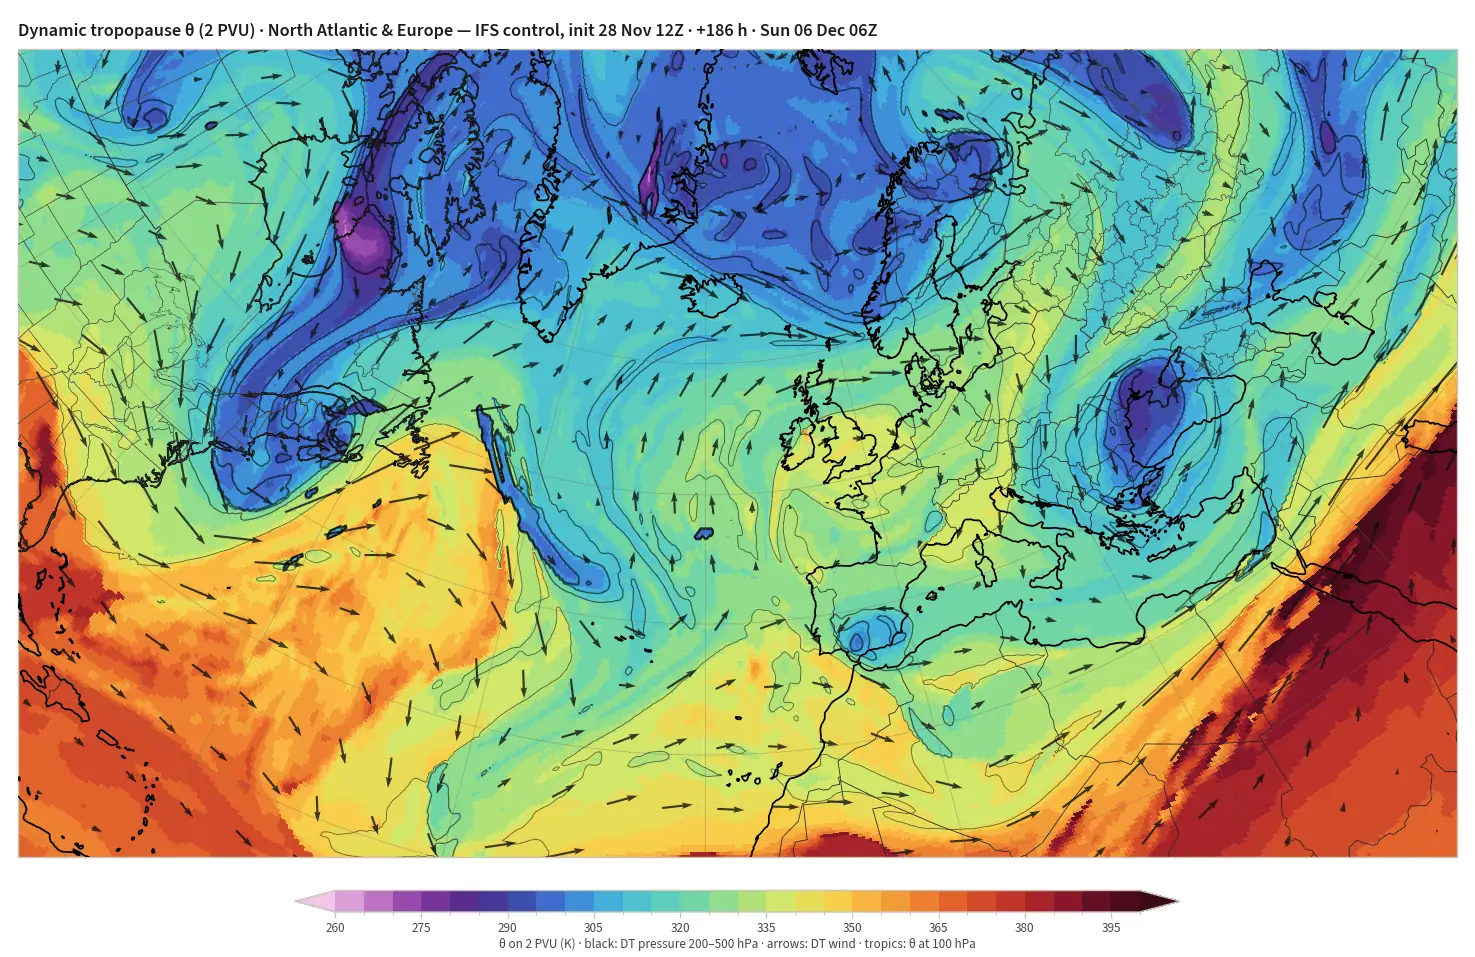 Dynamic tropopause θ (2 PVU) · North Atlantic & Europe — IFS control, init 28 Nov 12Z · +186 h · Sun 06 Dec 06Z
260 275 290 305 320 335 350 365 380 395
θ on 2 PVU (K) · black: DT pressure 200–500 hPa · arrows: DT wind · tropics: θ at 100 hPa